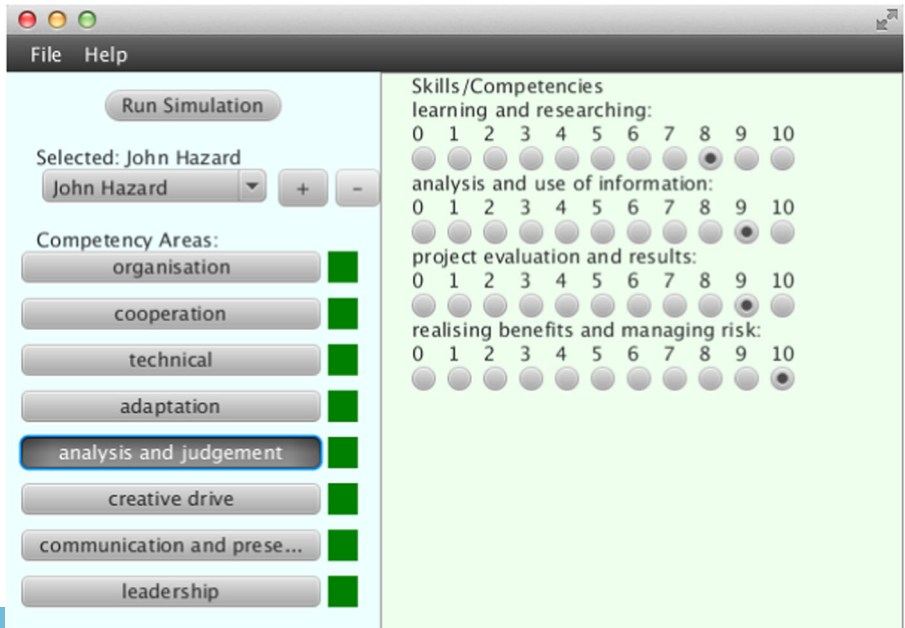 File Help
Run Simulation
Selected: John Hazard
John Hazard
+ -
Competency Areas:
organisation
cooperation
technical
adaptation
analysis and judgement
creative drive
communication and prese...
leadership
Skills/Competencies
learning and researching:
0 1 2 3 4 5 6 7 8 9 10
analysis and use of information:
0 1 2 3 4 5 6 7 8 9 10
project evaluation and results:
0 1 2 3 4 5 6 7 8 9 10
realising benefits and managing risk:
0 1 2 3 4 5 6 7 8 9 10